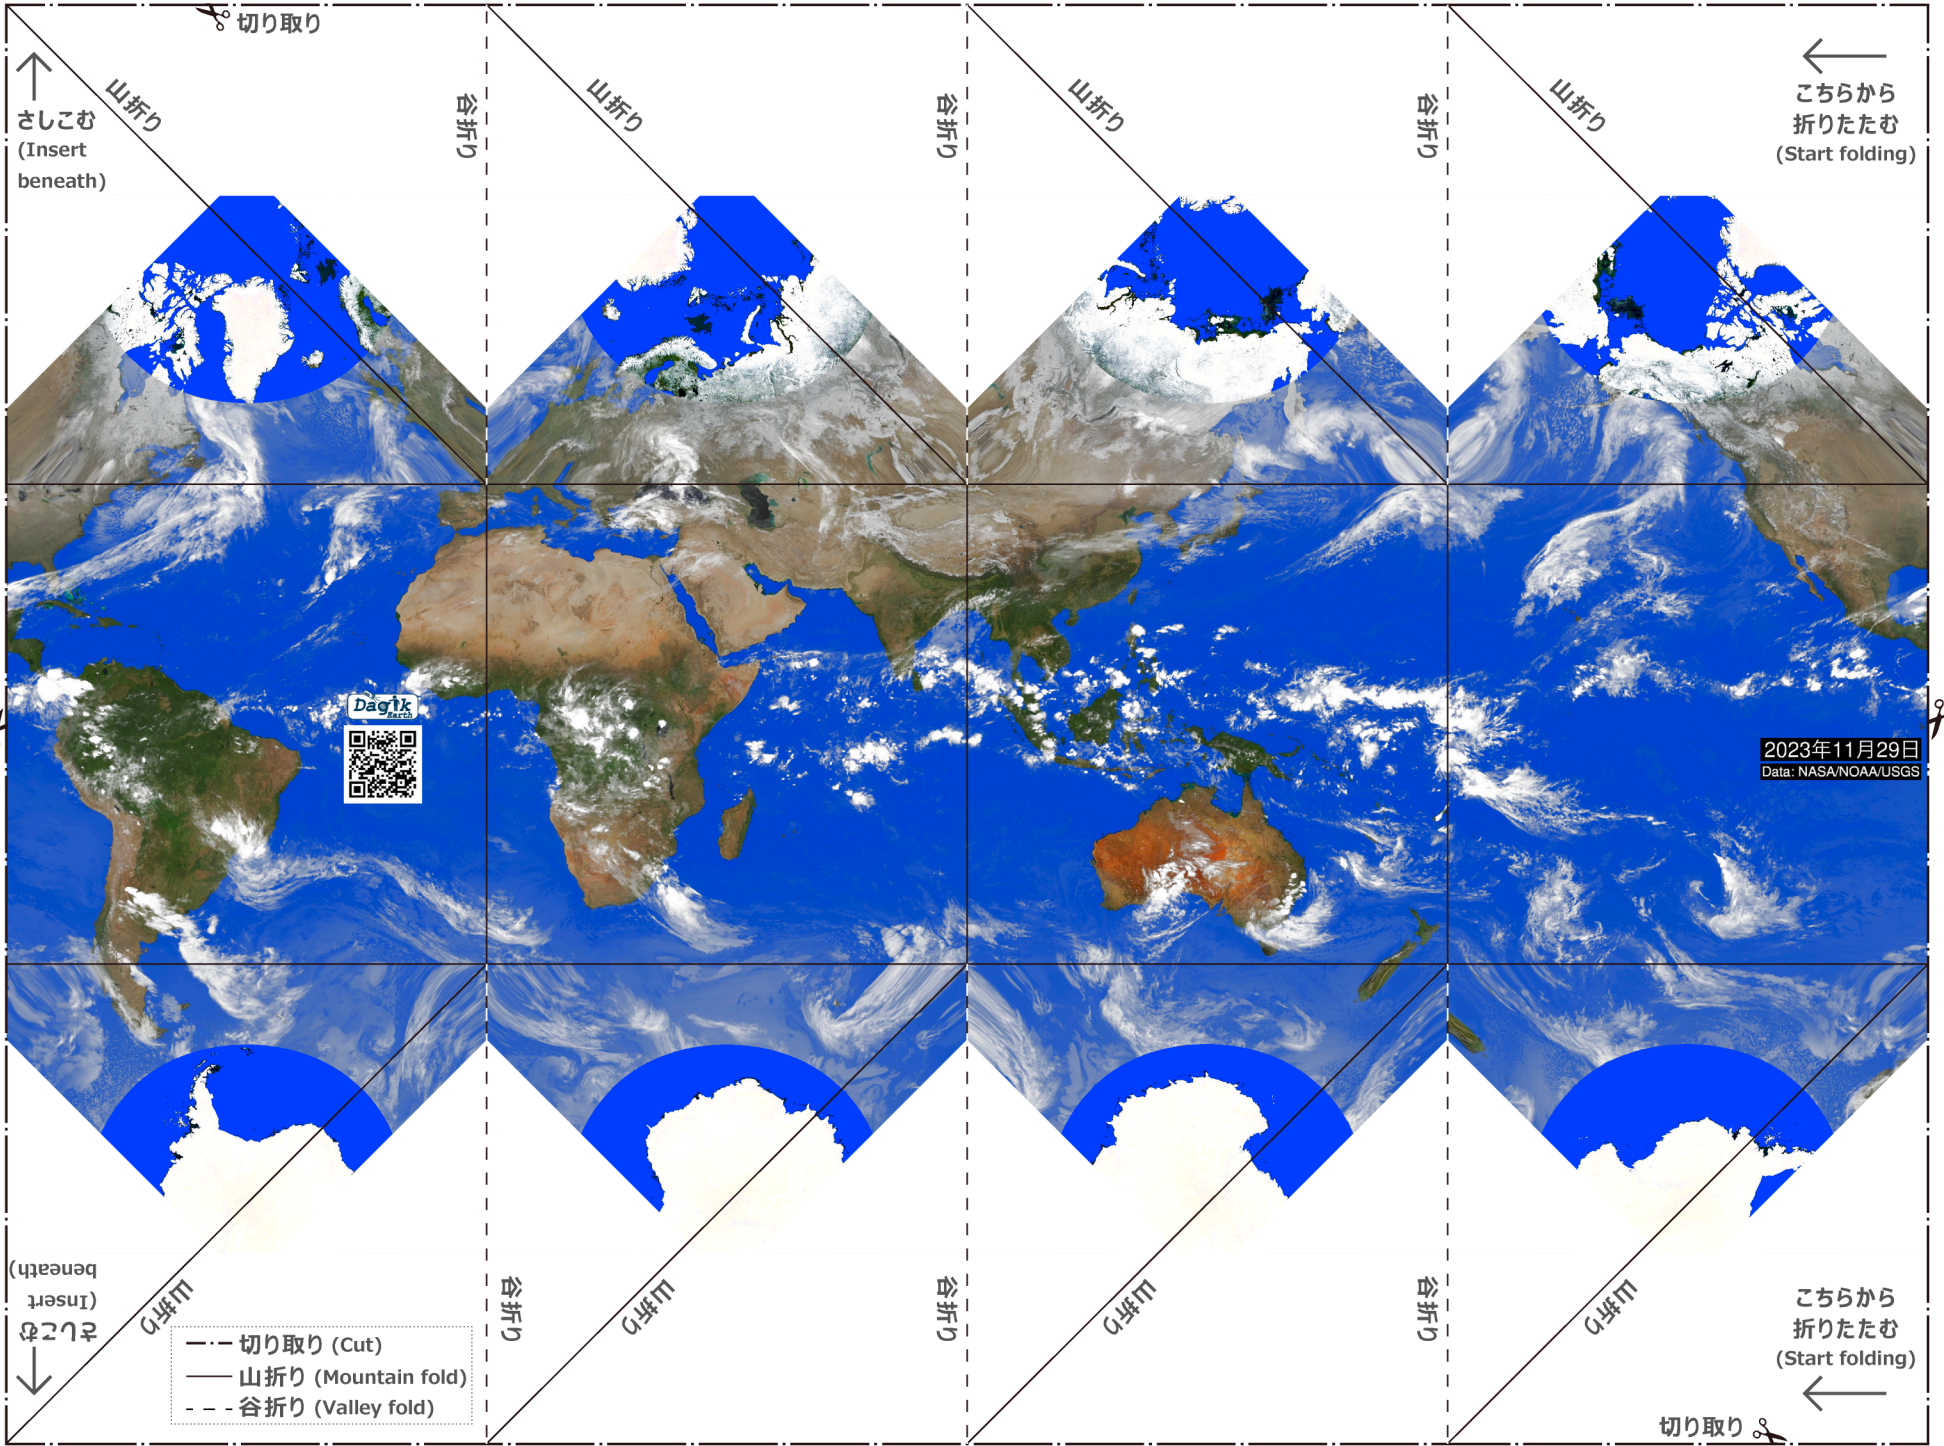 切り取り
山折り
谷折り
山折り
谷折り
山折り
谷折り
山折り
さしこむ
(Insert
beneath)
こちらから
折りたたむ
(Start folding)
Dagik
Earth
2023年11月29日
Data: NASA/NOAA/USGS
さしこむ
(Insert
beneath)
山折り
谷折り
山折り
谷折り
山折り
谷折り
山折り
こちらから
折りたたむ
(Start folding)
切り取り (Cut)
山折り (Mountain fold)
谷折り (Valley fold)
切り取り